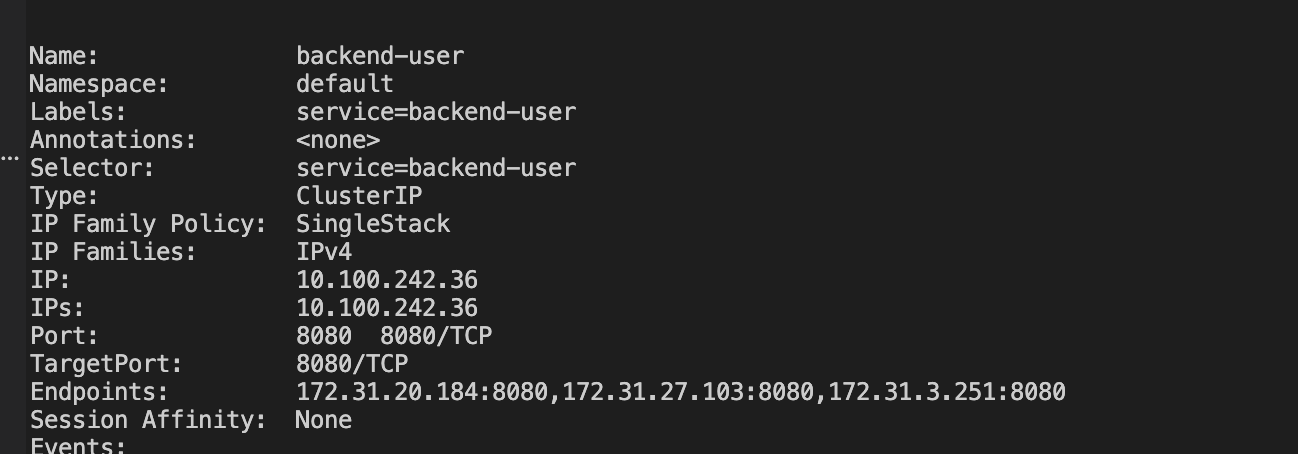 Name:             backend-user
Namespace:        default
Labels:           service=backend-user
Annotations:      <none>
Selector:         service=backend-user
Type:             ClusterIP
IP Family Policy: SingleStack
IP Families:      IPv4
IP:               10.100.242.36
IPs:              10.100.242.36
Port:             8080  8080/TCP
TargetPort:       8080/TCP
Endpoints:        172.31.20.184:8080,172.31.27.103:8080,172.31.3.251:8080
Session Affinity: None
Events: